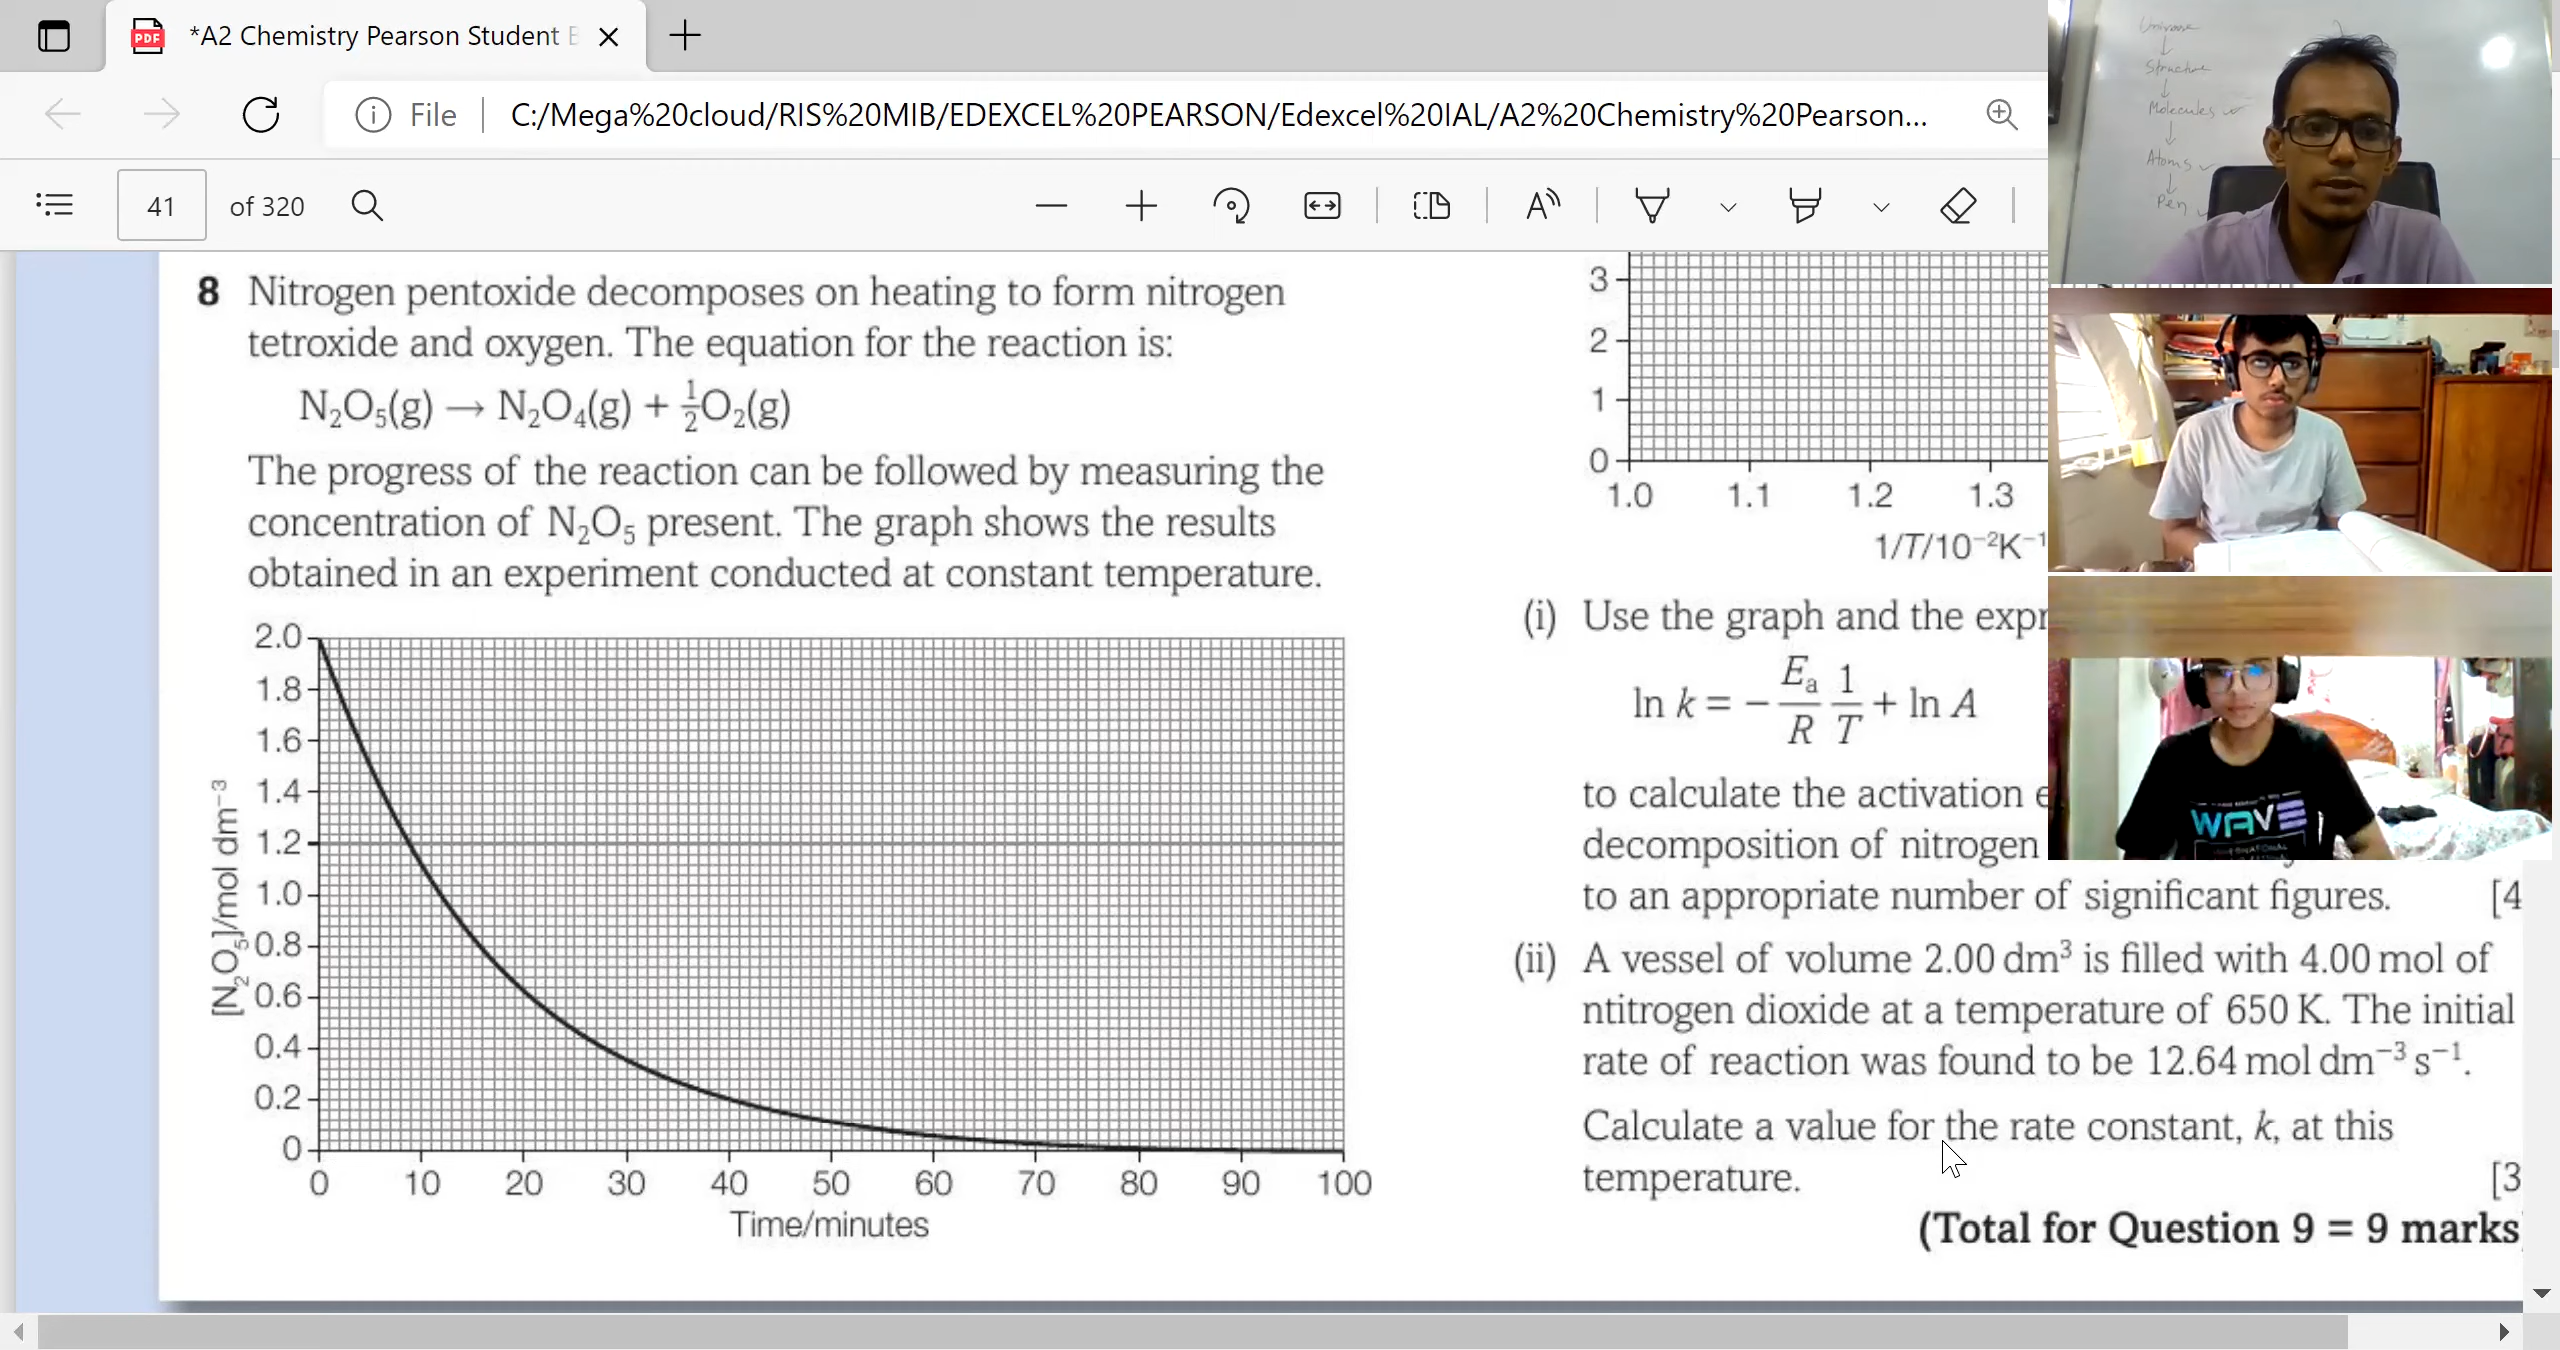 *A2 Chemistry Pearson Student B
File
C:/Mega%20cloud/RIS%20MIB/EDEXCEL%20PEARSON/Edexcel%20IAL/A2%20Chemistry%20Pearson...
41 of 320
8 Nitrogen pentoxide decomposes on heating to form nitrogen
tetroxide and oxygen. The equation for the reaction is:
N₂O₅(g) → N₂O₄(g) + ½O₂(g)
The progress of the reaction can be followed by measuring the
concentration of N₂O₅ present. The graph shows the results
obtained in an experiment conducted at constant temperature.
[N₂O₅]/mol dm⁻³
2.0
1.8
1.6
1.4
1.2
1.0
0.8
0.6
0.4
0.2
0
0 10 20 30 40 50 60 70 80 90 100
Time/minutes
3
2
1
0
1.0 1.1 1.2 1.3
1/T/10⁻²K⁻¹
(i) Use the graph and the expr
ln k = − Eₐ/R 1/T + ln A
to calculate the activation e
decomposition of nitrogen
to an appropriate number of significant figures. [4
(ii) A vessel of volume 2.00 dm³ is filled with 4.00 mol of
ntitrogen dioxide at a temperature of 650 K. The initial
rate of reaction was found to be 12.64 mol dm⁻³ s⁻¹.
Calculate a value for the rate constant, k, at this
temperature. [3
(Total for Question 9 = 9 marks
Universe
Structure
Molecules
Atoms
Pen
WAVE